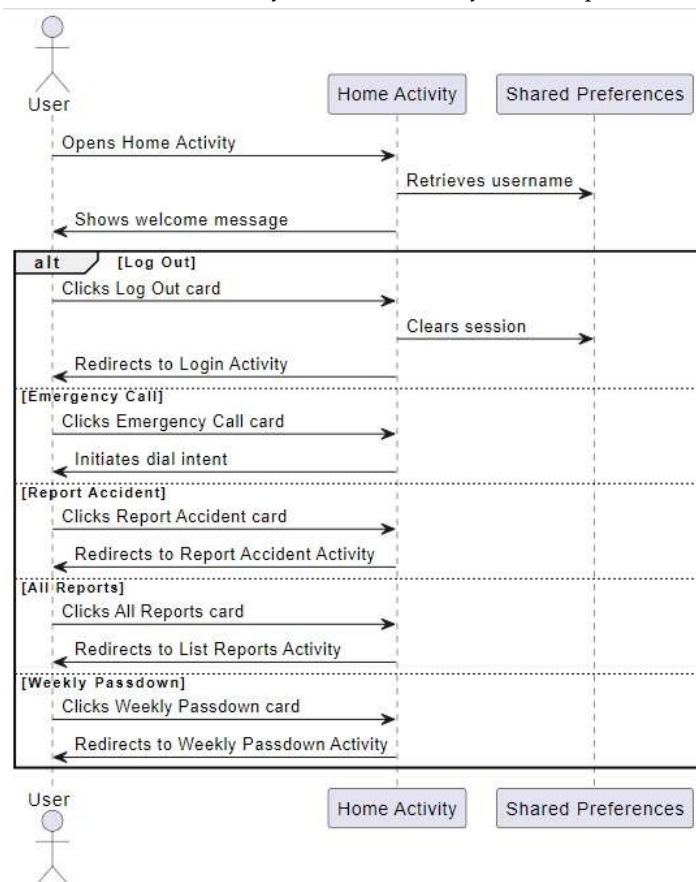 User
Home Activity
Shared Preferences
Opens Home Activity
Retrieves username
Shows welcome message
alt
[Log Out]
Clicks Log Out card
Clears session
Redirects to Login Activity
[Emergency Call]
Clicks Emergency Call card
Initiates dial intent
[Report Accident]
Clicks Report Accident card
Redirects to Report Accident Activity
[All Reports]
Clicks All Reports card
Redirects to List Reports Activity
[Weekly Passdown]
Clicks Weekly Passdown card
Redirects to Weekly Passdown Activity
User
Home Activity
Shared Preferences